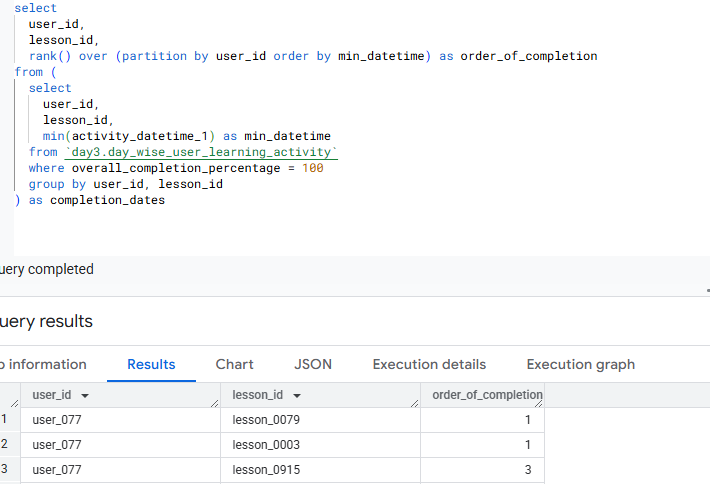 select
user_id,
lesson_id,
rank() over (partition by user_id order by min_datetime) as order_of_completion
from (
select
user_id,
lesson_id,
min(activity_datetime_1) as min_datetime
from `day3.day_wise_user_learning_activity`
where overall_completion_percentage = 100
group by user_id, lesson_id
) as completion_dates
uery completed
uery results
o information Results Chart JSON Execution details Execution graph
user_id lesson_id order_of_completion
1 user_077 lesson_0079 1
2 user_077 lesson_0003 1
3 user_077 lesson_0915 3